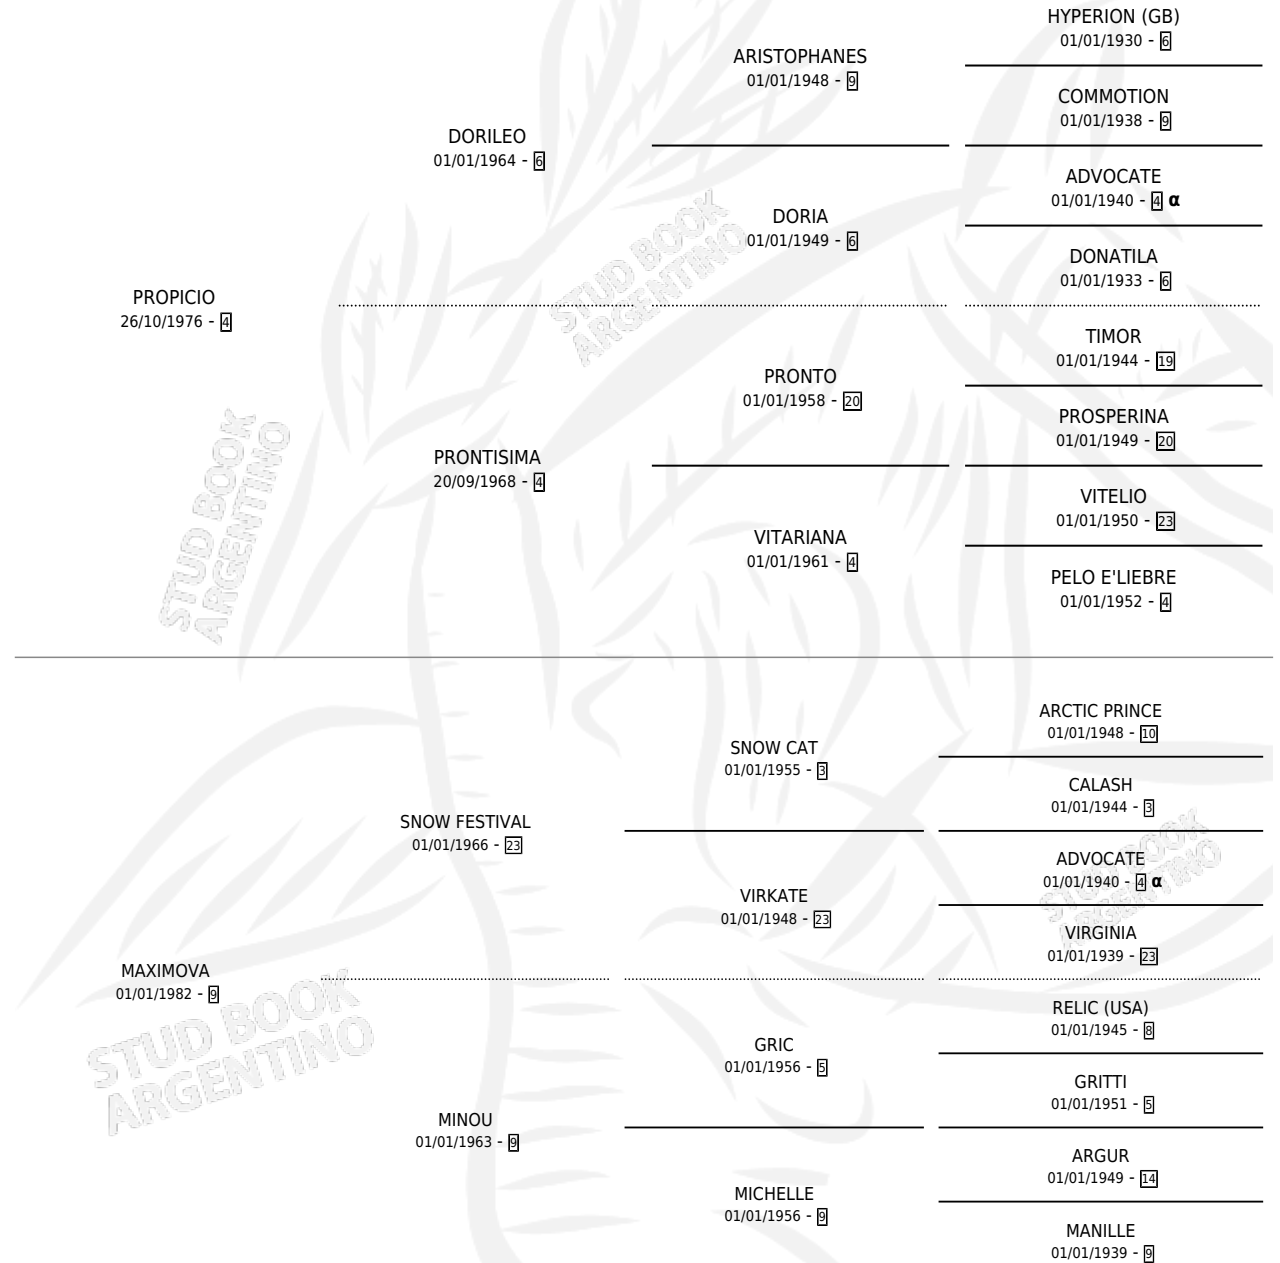 HYPERION (GB)
01/01/1930 - 6
ARISTOPHANES
01/01/1948 - 9
COMMOTION
01/01/1938 - 9
DORILEO
01/01/1964 - 6
ADVOCATE
01/01/1940 - 4 α
DORIA
01/01/1949 - 6
DONATILA
01/01/1933 - 6
PROPICIO
26/10/1976 - 4
TIMOR
01/01/1944 - 19
PRONTO
01/01/1958 - 20
PROSPERINA
01/01/1949 - 20
PRONTISIMA
20/09/1968 - 4
VITELIO
01/01/1950 - 23
VITARIANA
01/01/1961 - 4
PELO E'LIEBRE
01/01/1952 - 4
STUD BOOK
ARGENTINO
STUD BOOK
ARGENTINO
ARCTIC PRINCE
01/01/1948 - 10
SNOW CAT
01/01/1955 - 3
CALASH
01/01/1944 - 3
SNOW FESTIVAL
01/01/1966 - 23
ADVOCATE
01/01/1940 - 4 α
VIRKATE
01/01/1948 - 23
VIRGINIA
01/01/1939 - 23
MAXIMOVA
01/01/1982 - 9
RELIC (USA)
01/01/1945 - 8
GRIC
01/01/1956 - 5
GRITTI
01/01/1951 - 5
MINOU
01/01/1963 - 9
ARGUR
01/01/1949 - 14
MICHELLE
01/01/1956 - 9
MANILLE
01/01/1939 - 9
STUD BOOK
ARGENTINO
STUD BOOK
ARGENTINO